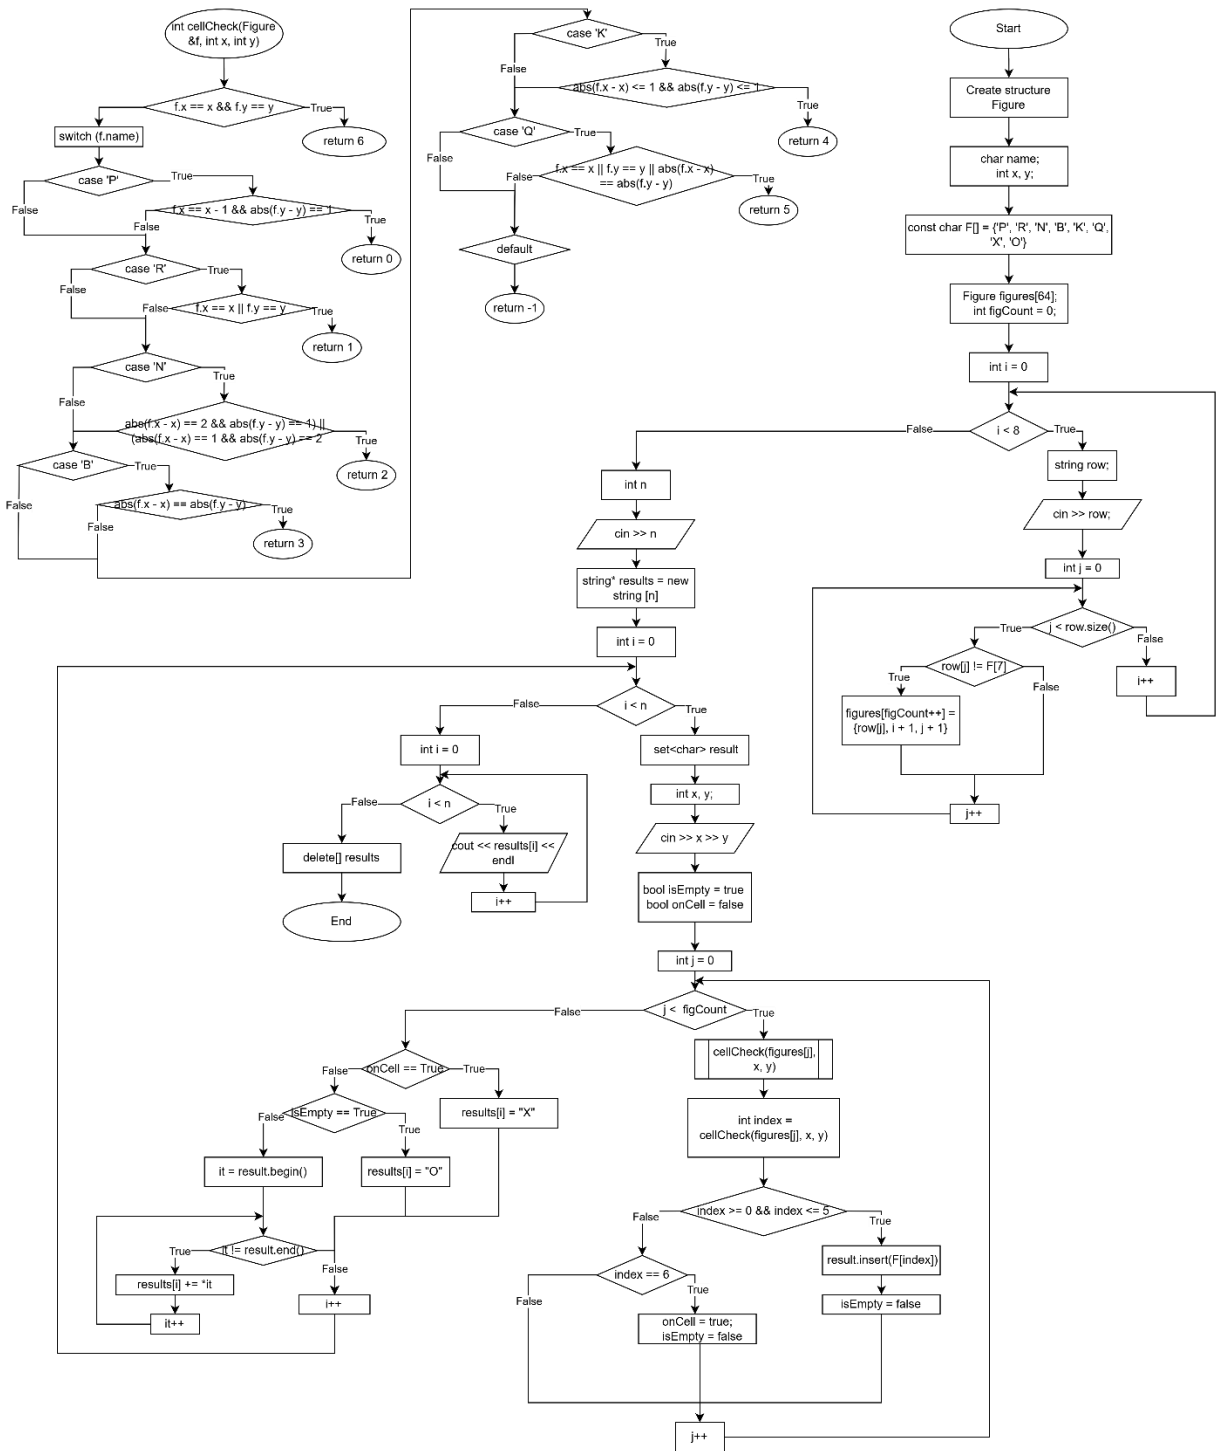 int cellCheck(Figure
&f, int x, int y)
f.x == x && f.y == y
True
return 6
switch (f.name)
case 'P'
True
False
f.x == x - 1 && abs(f.y - y) == 1
False
True
return 0
case 'R'
True
False
f.x == x || f.y == y
False
True
return 1
case 'N'
True
False
abs(f.x - x) == 2 && abs(f.y - y) == 1) ||
(abs(f.x - x) == 1 && abs(f.y - y) == 2
True
return 2
case 'B'
True
False
abs(f.x - x) == abs(f.y - y)
False
True
return 3
case 'K'
True
False
abs(f.x - x) <= 1 && abs(f.y - y) <= 1
True
return 4
case 'Q'
True
False
f.x == x || f.y == y || abs(f.x - x)
== abs(f.y - y)
False
True
return 5
default
return -1
Start
Create structure
Figure
char name;
int x, y;
const char F[] = {'P', 'R', 'N', 'B', 'K', 'Q',
'X', 'O'}
Figure figures[64];
int figCount = 0;
int i = 0
i < 8
False
True
string row;
cin >> row;
int j = 0
j < row.size()
True
False
row[j] != F[7]
True
False
i++
figures[figCount++] =
{row[j], i + 1, j + 1}
j++
int n
cin >> n
string* results = new
string [n]
int i = 0
i < n
False
True
int i = 0
i < n
False
True
delete[] results
cout << results[i] <<
endl
i++
End
set<char> result
int x, y;
cin >> x >> y
bool isEmpty = true
bool onCell = false
int j = 0
j < figCount
False
True
onCell == True
False
True
isEmpty == True
False
True
results[i] = "X"
it = result.begin()
results[i] = "O"
it != result.end()
True
False
results[i] += *it
it++
i++
cellCheck(figures[j],
x, y)
int index =
cellCheck(figures[j], x, y)
index >= 0 && index <= 5
False
True
index == 6
False
True
result.insert(F[index])
isEmpty = false
onCell = true;
isEmpty = false
j++